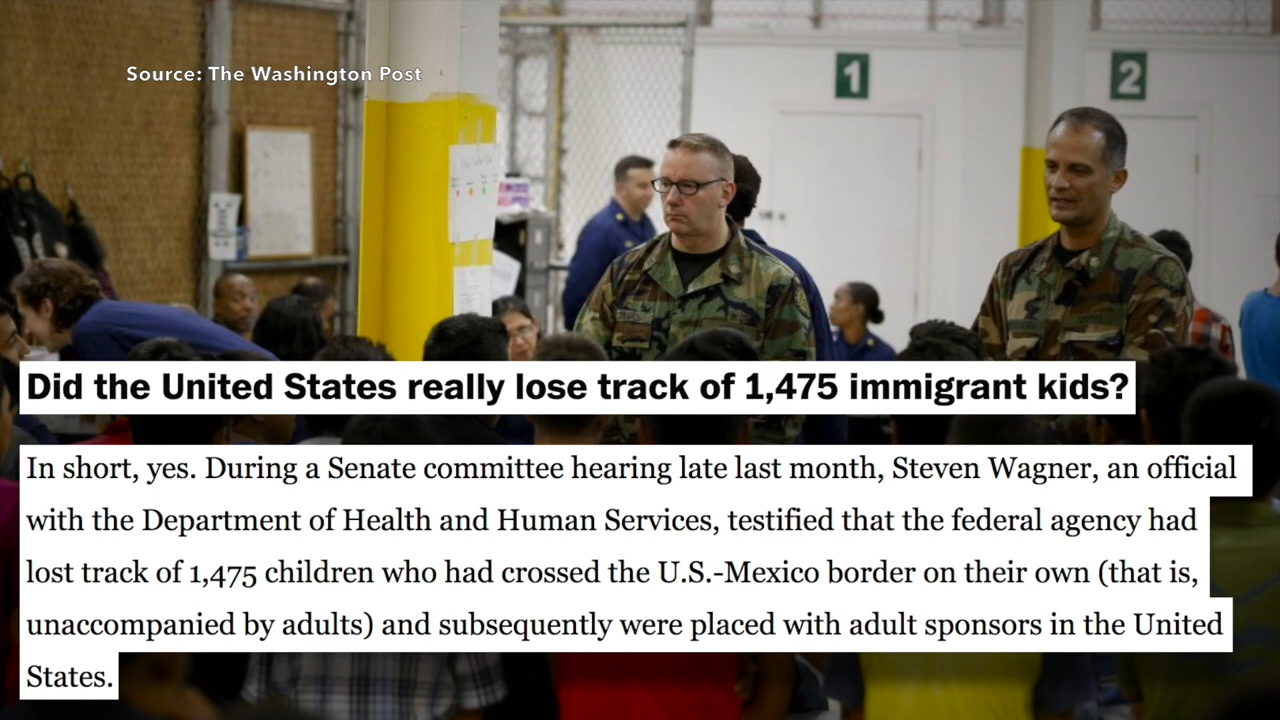 Source: The Washington Post
1
2
Did the United States really lose track of 1,475 immigrant kids?
In short, yes. During a Senate committee hearing late last month, Steven Wagner, an official
with the Department of Health and Human Services, testified that the federal agency had
lost track of 1,475 children who had crossed the U.S.-Mexico border on their own (that is,
unaccompanied by adults) and subsequently were placed with adult sponsors in the United
States.